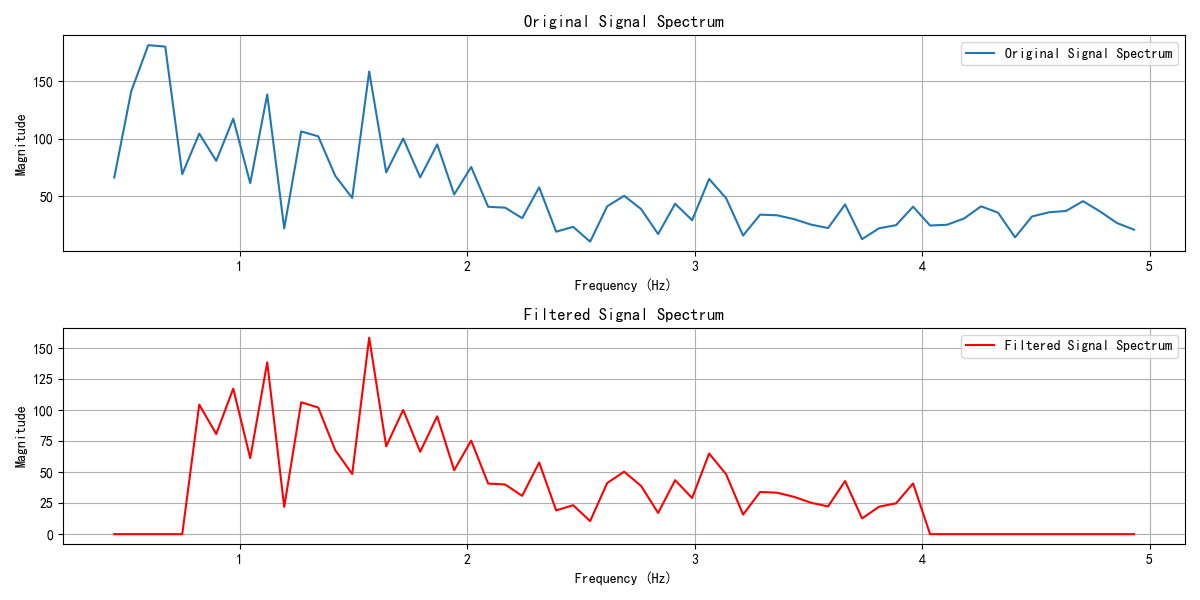 Original Signal Spectrum
Original Signal Spectrum
150
100
50
Magnitude
1 2 3 4 5
Frequency (Hz)
Filtered Signal Spectrum
Filtered Signal Spectrum
150
125
100
75
50
25
0
Magnitude
1 2 3 4 5
Frequency (Hz)